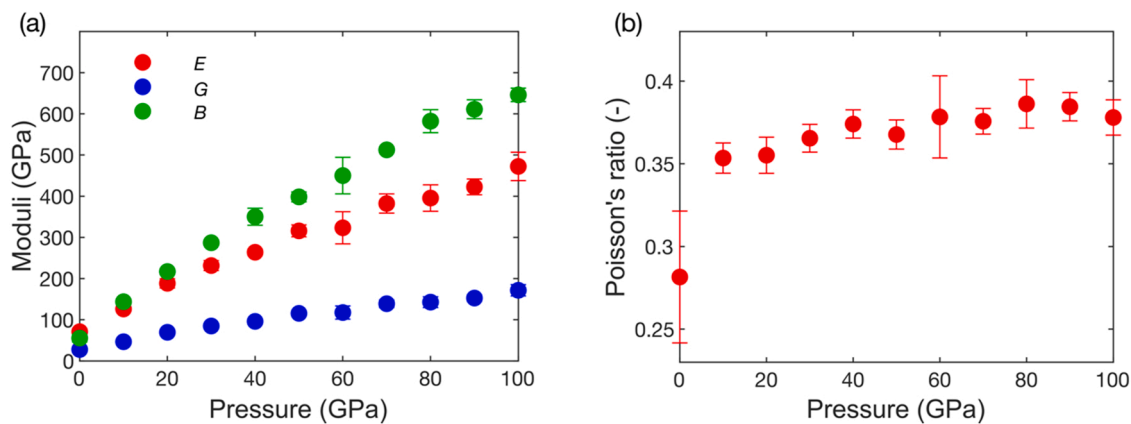 (a)
700
600
500
400
300
200
100
0
Moduli (GPa)
E
G
B
0 20 40 60 80 100
Pressure (GPa)
(b)
0.4
0.35
0.3
0.25
Poisson's ratio (-)
0 20 40 60 80 100
Pressure (GPa)